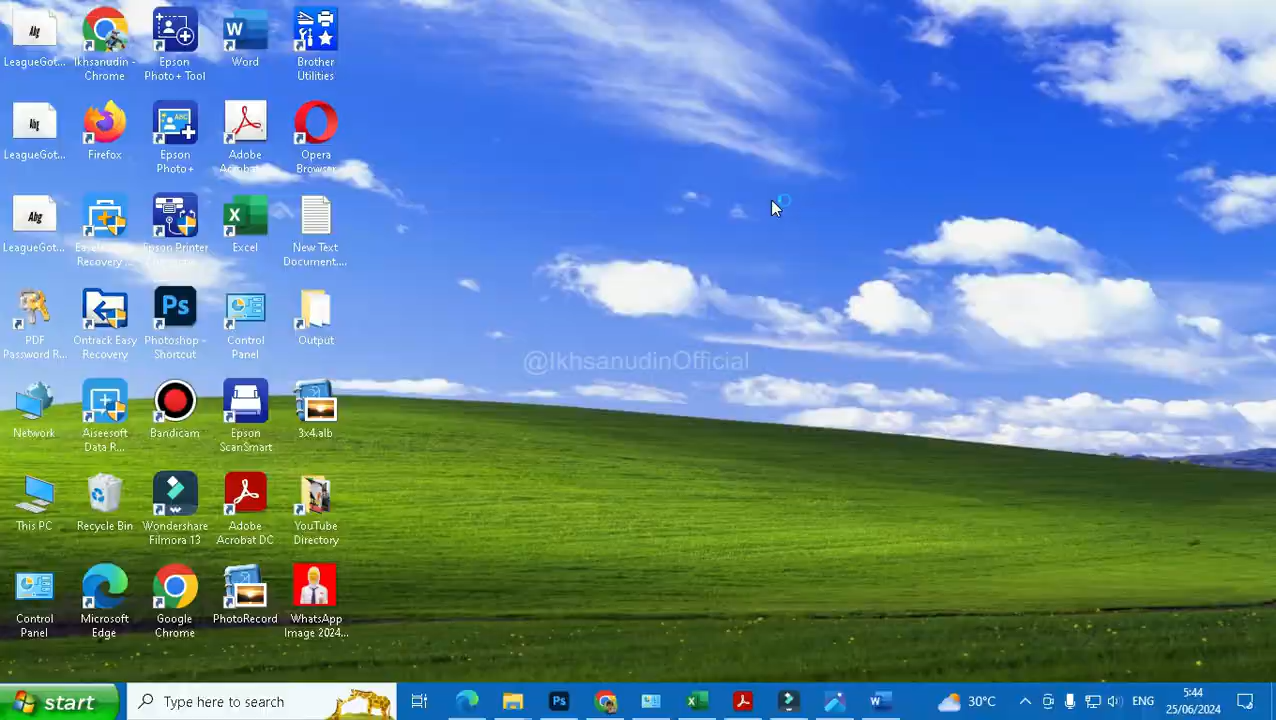 LeagueGot...
Ikhsanudin -
Chrome
Epson
Photo+ Tool
Word
Brother
Utilities
LeagueGot...
Firefox
Epson
Photo+
Adobe
Acrobat...
Opera
Browser
LeagueGot...
Recovery ...
Epson Printer
Excel
New Text
Document....
PDF
Password R...
Ontrack Easy
Recovery
Photoshop -
Shortcut
Control
Panel
Output
@IkhsanudinOfficial
Network
Aiseesoft
Data R...
Bandicam
Epson
ScanSmart
3x4.alb
This PC
Recycle Bin
Wondershare
Filmora 13
Adobe
Acrobat DC
YouTube
Directory
Control
Panel
Microsoft
Edge
Google
Chrome
PhotoRecord
WhatsApp
Image 2024...
start
Type here to search
30°C
ENG
5:44
25/06/2024